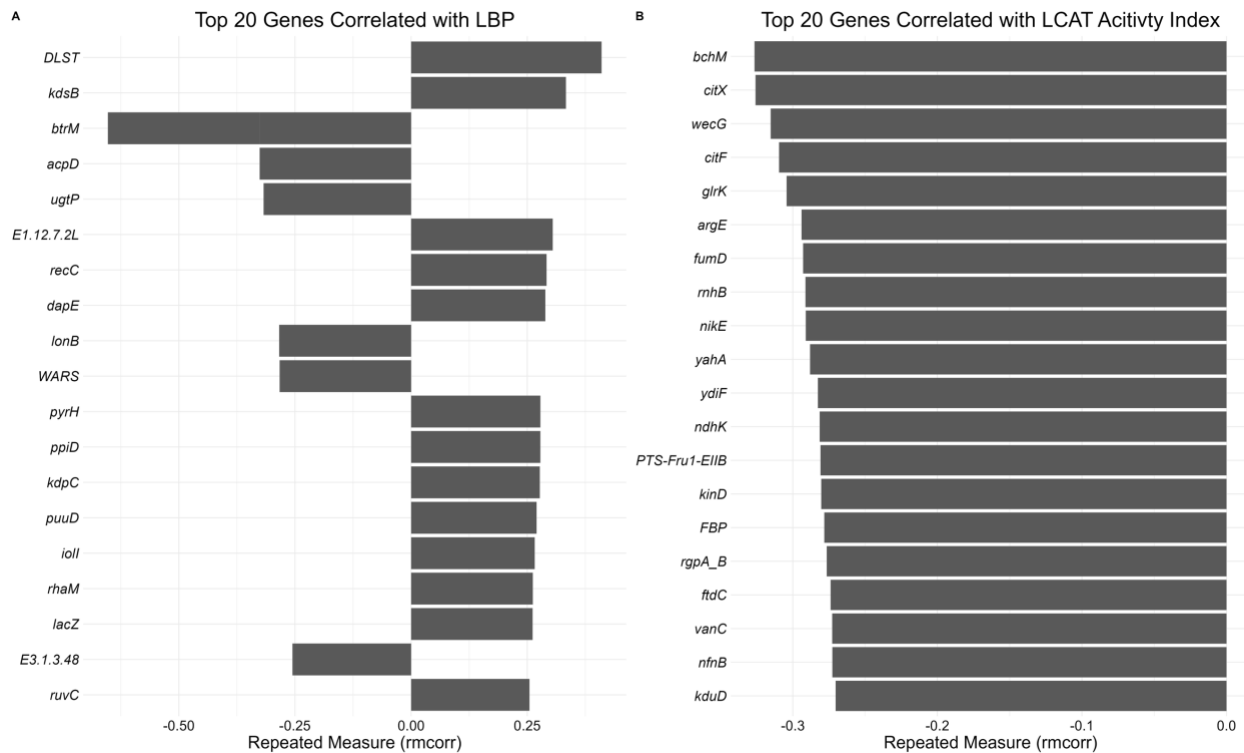 A
Top 20 Genes Correlated with LBP
DLST
kdsB
btrM
acpD
ugtP
E1.12.7.2L
recC
dapE
lonB
WARS
pyrH
ppiD
kdpC
puuD
iolI
rhaM
lacZ
E3.1.3.48
ruvC
-0.50
-0.25
0.00
0.25
Repeated Measure (rmcorr)
B
Top 20 Genes Correlated with LCAT Acitivty Index
bchM
citX
wecG
citF
glrK
argE
fumD
rnhB
nikE
yahA
ydiF
ndhK
PTS-Fru1-EIIB
kinD
FBP
rgpA_B
ftdC
vanC
nfnB
kduD
-0.3
-0.2
-0.1
0.0
Repeated Measure (rmcorr)